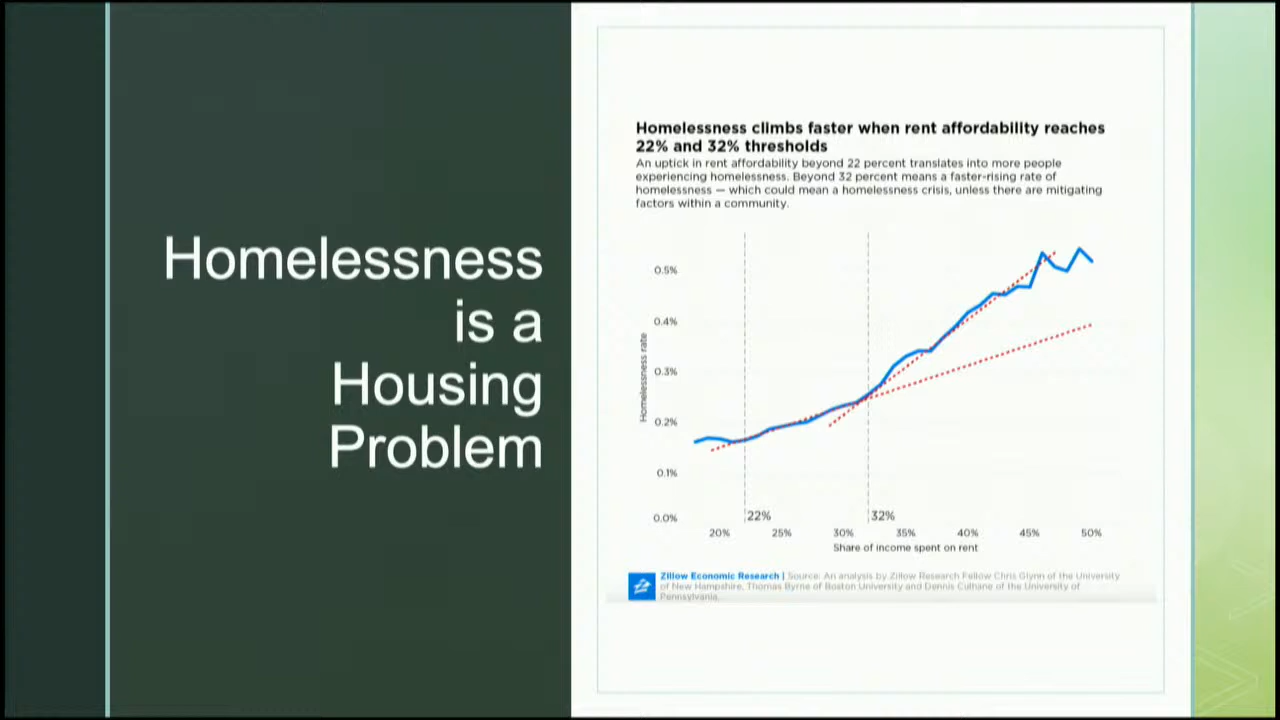 Homelessness
is a
Housing
Problem
Homelessness climbs faster when rent affordability reaches
22% and 32% thresholds
An uptick in rent affordability beyond 22 percent translates into more people
experiencing homelessness. Beyond 32 percent means a faster-rising rate of
homelessness — which could mean a homelessness crisis, unless there are mitigating
factors within a community.
Homelessness rate
0.5%
0.4%
0.3%
0.2%
0.1%
0.0%
22%
32%
20%
25%
30%
35%
40%
45%
50%
Share of income spent on rent
Zillow Economic Research | Source: An analysis by Zillow Research Fellow Chris Glynn of the University
of New Hampshire, Thomas Byrne of Boston University and Dennis Culhane of the University of
Pennsylvania.